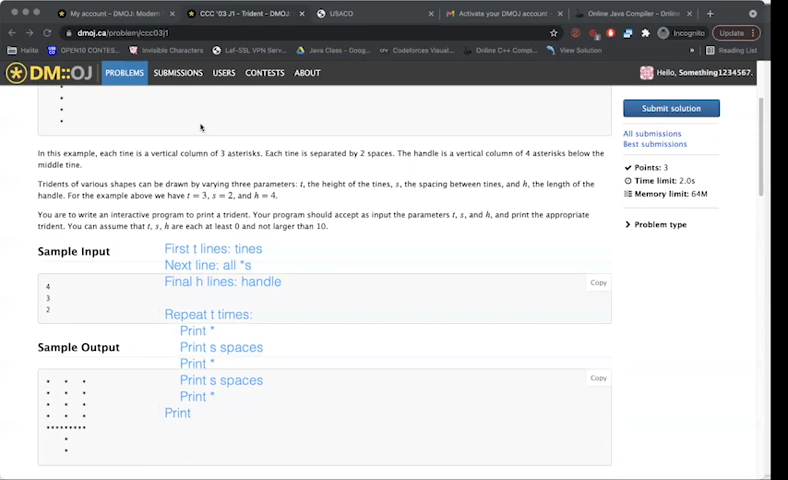 My account - DMOJ: Modern
CCC '03 J1 - Trident - DMOJ:
USACO
Activate your DMOJ account
Online Java Compiler - Online
dmoj.ca/problem/ccc03j1
Incognito
Update
Halite
OPEN10 CONTES...
Invisible Characters
Laf-SSL VPN Serv...
Java Class - Goog...
Codeforces Visual...
Online C++ Compi...
View Solution
»
Reading List
DM::OJ
PROBLEMS
SUBMISSIONS
USERS
CONTESTS
ABOUT
Hello, Something1234567.
In this example, each tine is a vertical column of 3 asterisks. Each tine is separated by 2 spaces. The handle is a vertical column of 4 asterisks below the
middle tine.
Tridents of various shapes can be drawn by varying three parameters: t, the height of the tines, s, the spacing between tines, and h, the length of the
handle. For the example above we have t = 3, s = 2, and h = 4.
You are to write an interactive program to print a trident. Your program should accept as input the parameters t, s, and h, and print the appropriate
trident. You can assume that t, s, h are each at least 0 and not larger than 10.
Sample Input
Copy
4
3
2
Sample Output
Copy
*   *   *
*   *   *
*   *   *
*   *   *
*********
    *
    *
First t lines: tines
Next line: all *s
Final h lines: handle
Repeat t times:
Print *
Print s spaces
Print *
Print s spaces
Print *
Print
Submit solution
All submissions
Best submissions
Points: 3
Time limit: 2.0s
Memory limit: 64M
Problem type